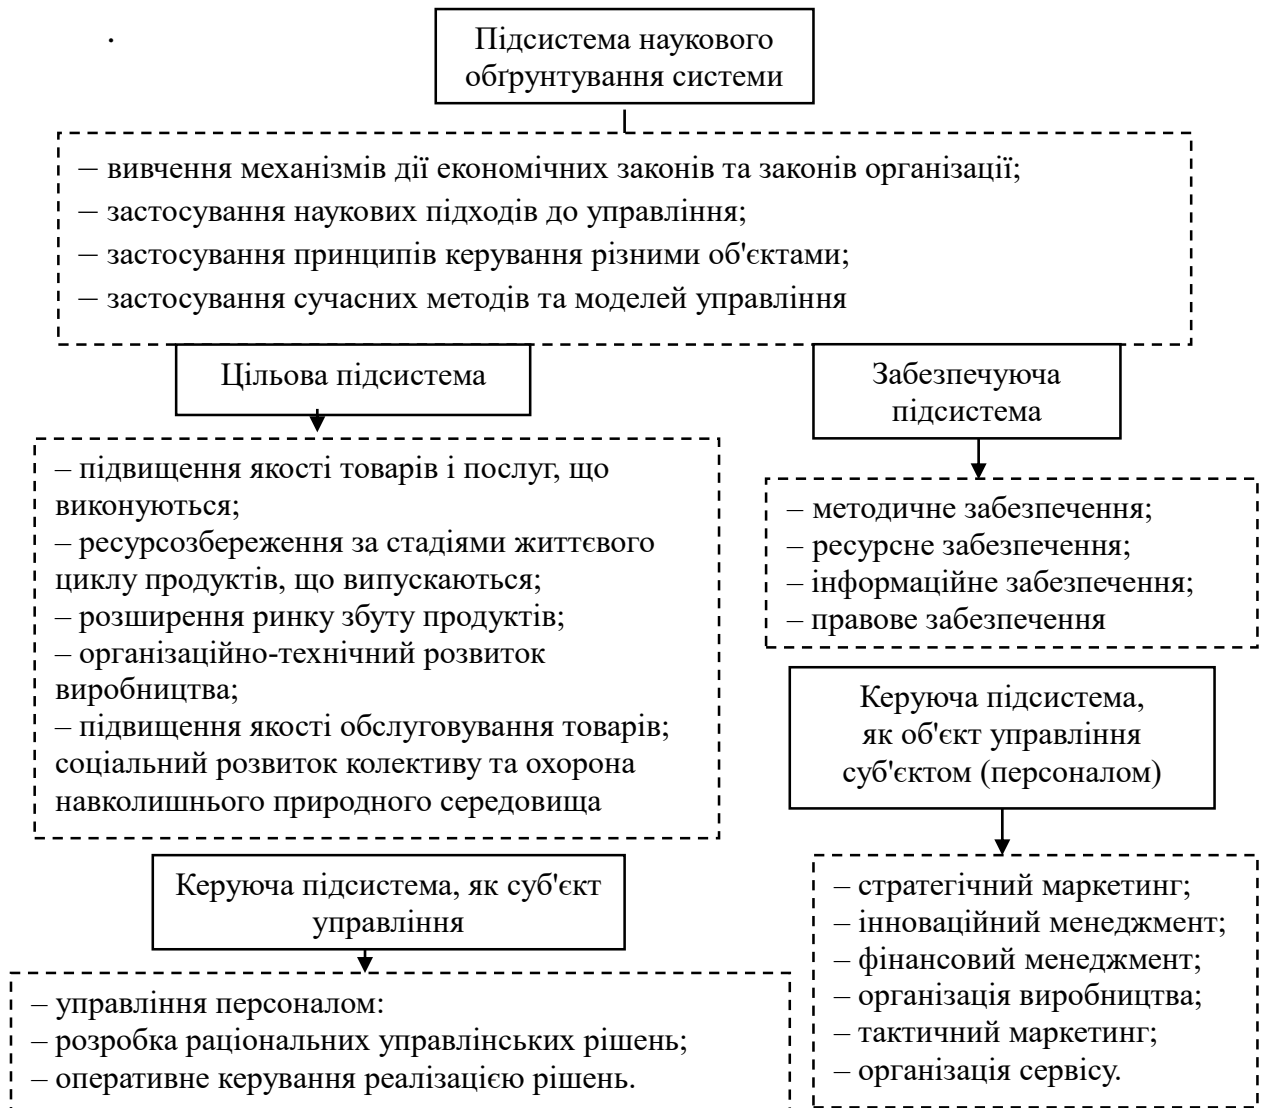 Підсистема наукового
обґрунтування системи
– вивчення механізмів дії економічних законів та законів організації;
– застосування наукових підходів до управління;
– застосування принципів керування різними об'єктами;
– застосування сучасних методів та моделей управління
Цільова підсистема
– підвищення якості товарів і послуг, що
виконуються;
– ресурсозбереження за стадіями життєвого
циклу продуктів, що випускаються;
– розширення ринку збуту продуктів;
– організаційно-технічний розвиток
виробництва;
– підвищення якості обслуговування товарів;
соціальний розвиток колективу та охорона
навколишнього природного середовища
Забезпечуюча
підсистема
– методичне забезпечення;
– ресурсне забезпечення;
– інформаційне забезпечення;
– правове забезпечення
Керуюча підсистема,
як об'єкт управління
суб'єктом (персоналом)
– стратегічний маркетинг;
– інноваційний менеджмент;
– фінансовий менеджмент;
– організація виробництва;
– тактичний маркетинг;
– організація сервісу.
Керуюча підсистема, як суб'єкт
управління
– управління персоналом:
– розробка раціональних управлінських рішень;
– оперативне керування реалізацією рішень.